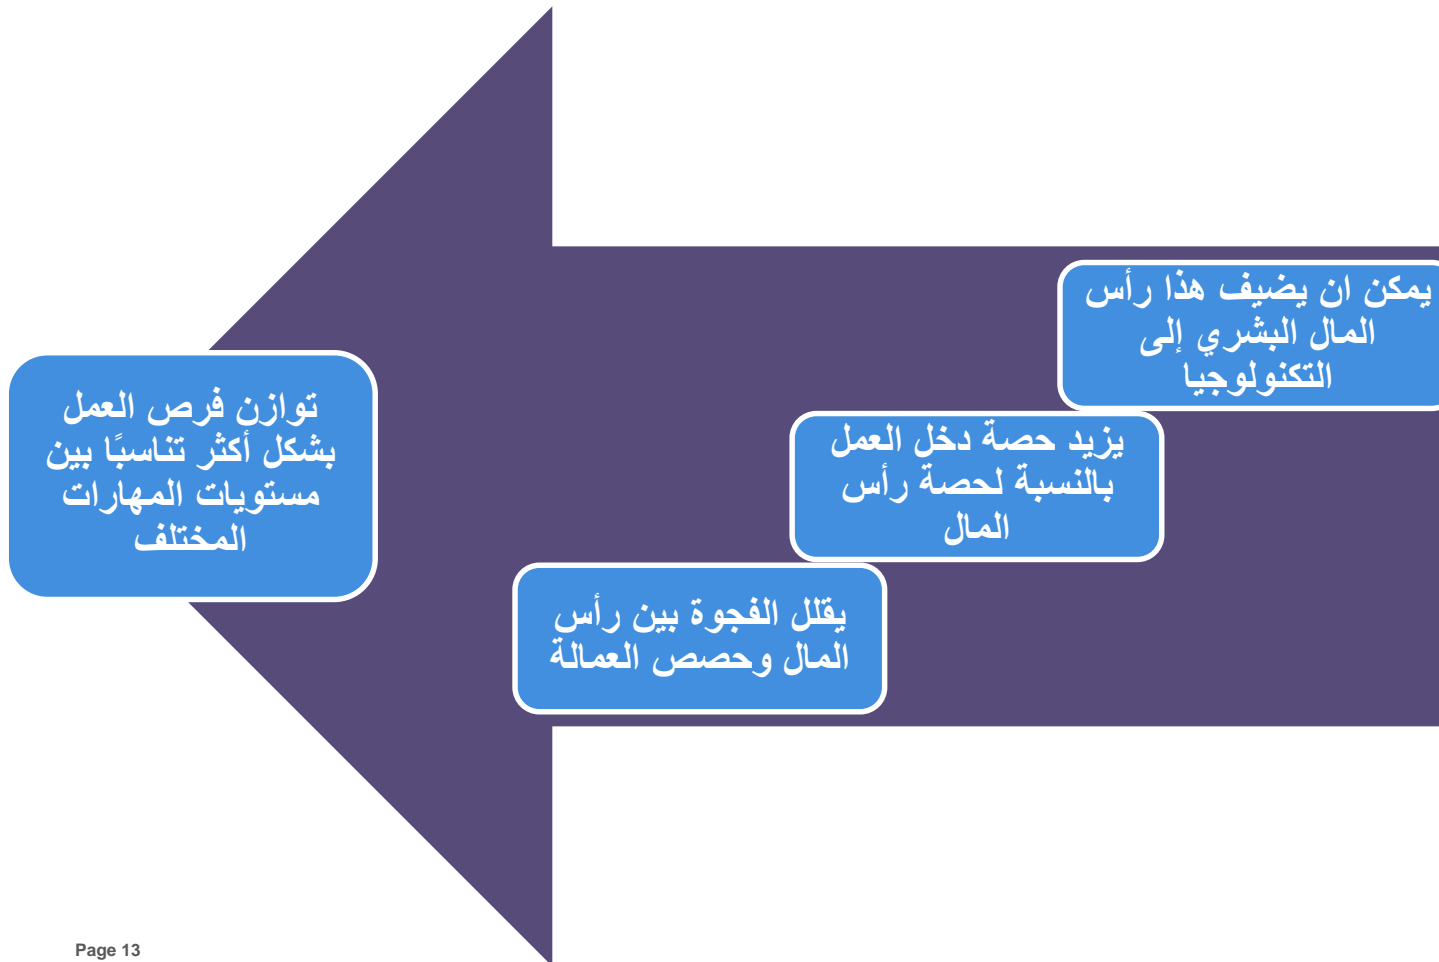 يمكن ان يضيف هذا رأس
المال البشري إلى
التكنولوجيا
يزيد حصة دخل العمل
بالنسبة لحصة رأس
المال
يقلل الفجوة بين رأس
المال وحصص العمالة
توازن فرص العمل
بشكل أكثر تناسبًا بين
مستويات المهارات
المختلف
Page 13